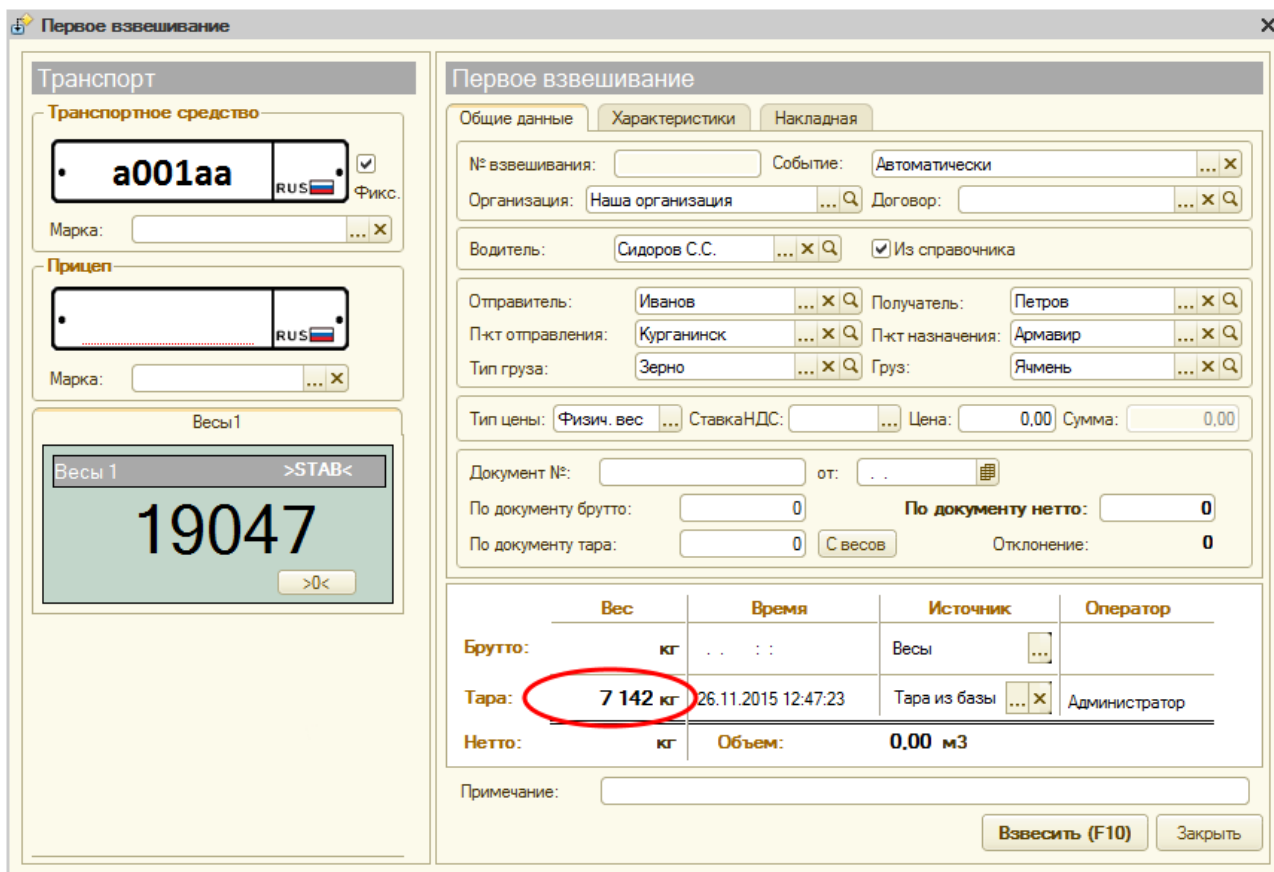 Первое взвешивание
Транспорт
Транспортное средство
а001аа RUS
Фикс.
Марка: ...
Прицеп
RUS
Марка: ...
Весы1
Весы 1 >STAB<
19047
>0<
Первое взвешивание
Общие данные Характеристики Накладная
№ взвешивания: Событие: Автоматически ...
Организация: Наша организация ... Договор: ...
Водитель: Сидоров С.С. ... Из справочника
Отправитель: Иванов ... Получатель: Петров ...
П-кт отправления: Курганинск ... П-кт назначения: Армавир ...
Тип груза: Зерно ... Груз: Ячмень ...
Тип цены: Физич. вес ... СтавкаНДС: ... Цена: 0,00 Сумма: 0,00
Документ №: от: . .
По документу брутто: 0 По документу нетто: 0
По документу тара: 0 С весов Отклонение: 0
Вес Время Источник Оператор
Брутто: кг . . : : Весы ...
Тара: 7 142 кг 26.11.2015 12:47:23 Тара из базы ... Администратор
Нетто: кг Объем: 0,00 м3
Примечание:
Взвесить (F10) Закрыть